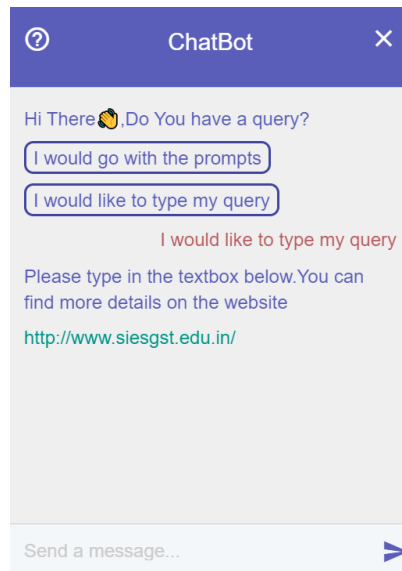 ChatBot
Hi There👋,Do You have a query?
I would go with the prompts
I would like to type my query
I would like to type my query
Please type in the textbox below.You can
find more details on the website
http://www.siesgst.edu.in/
Send a message...